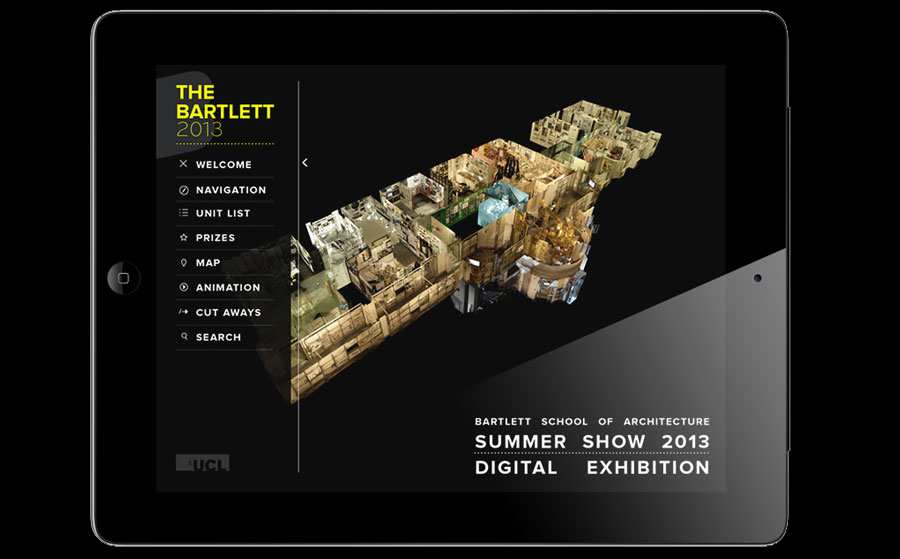 THE
BARTLETT
2013
WELCOME
NAVIGATION
UNIT LIST
PRIZES
MAP
ANIMATION
CUT AWAYS
SEARCH
UCL
BARTLETT SCHOOL OF ARCHITECTURE
SUMMER SHOW 2013
DIGITAL EXHIBITION